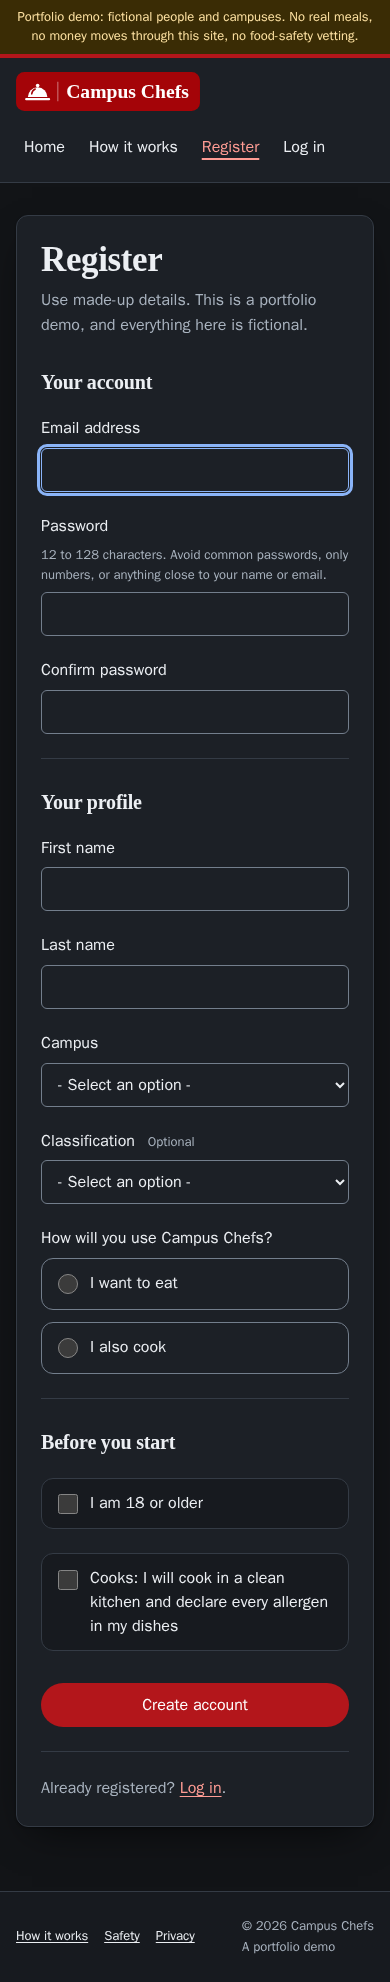 Portfolio demo: fictional people and campuses. No real meals,
no money moves through this site, no food-safety vetting.
Campus Chefs
Home How it works Register Log in
Register
Use made-up details. This is a portfolio
demo, and everything here is fictional.
Your account
Email address
Password
12 to 128 characters. Avoid common passwords, only
numbers, or anything close to your name or email.
Confirm password
Your profile
First name
Last name
Campus
- Select an option -
Classification Optional
- Select an option -
How will you use Campus Chefs?
I want to eat
I also cook
Before you start
I am 18 or older
Cooks: I will cook in a clean
kitchen and declare every allergen
in my dishes
Create account
Already registered? Log in.
How it works Safety Privacy
© 2026 Campus Chefs
A portfolio demo